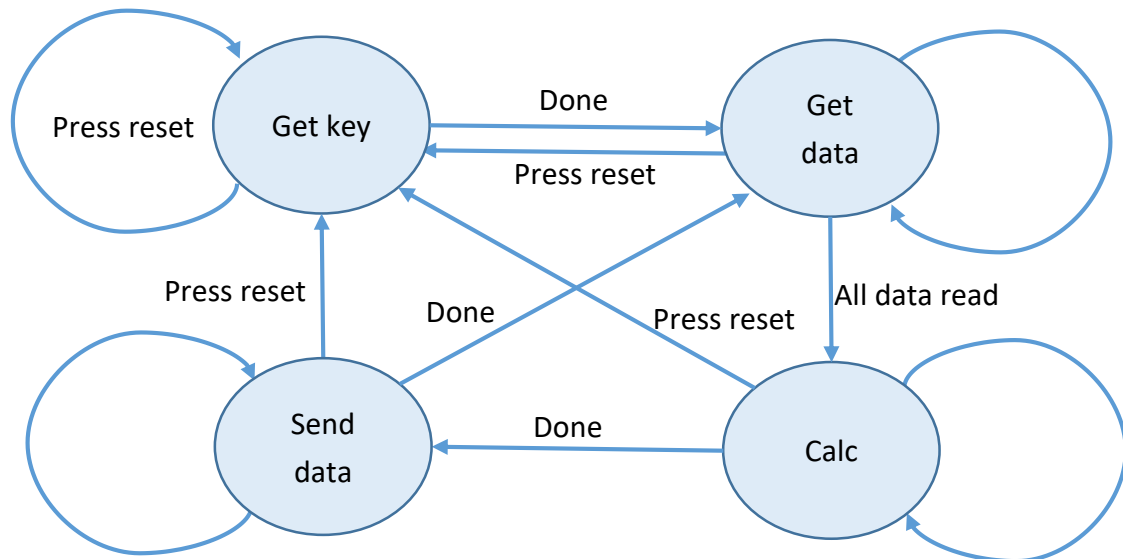 Done
Get
data
Press reset
Get key
Press reset
Press reset
Done
Press reset
All data read
Send
data
Done
Calc